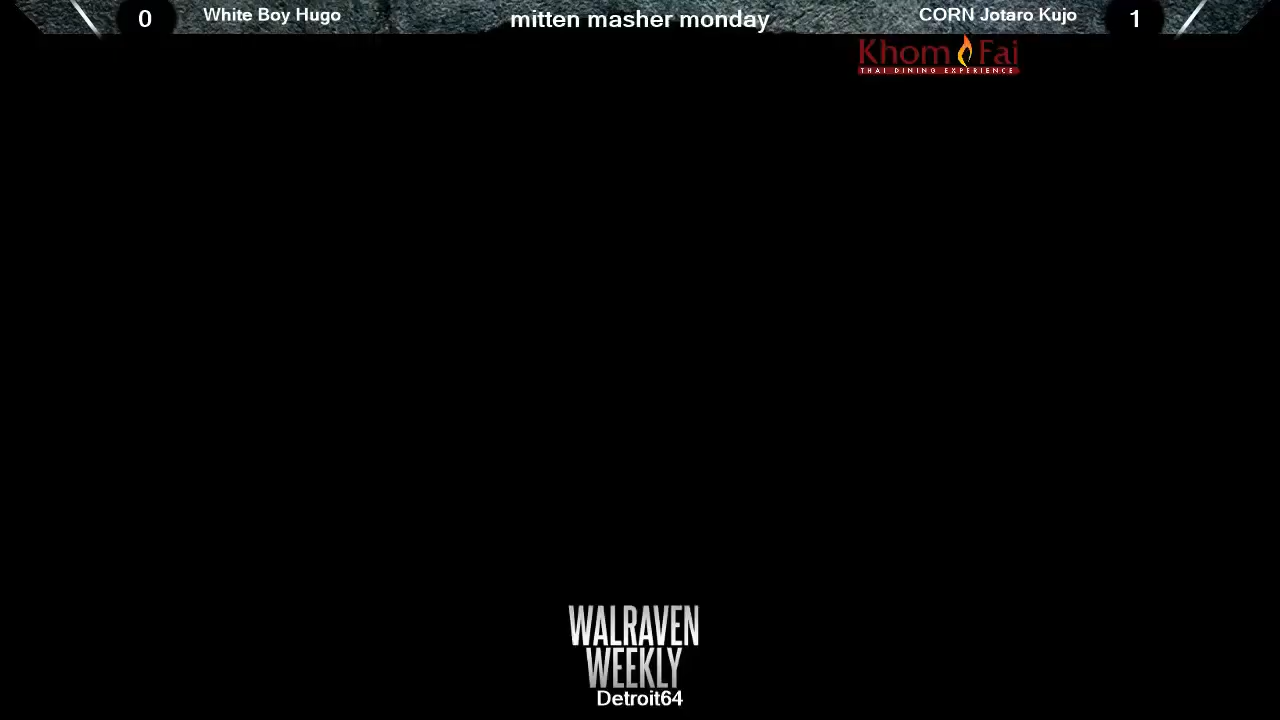 0
White Boy Hugo
mitten masher monday
CORN Jotaro Kujo
1
Khom Fai
THAI DINING EXPERIENCE
WALRAVEN
WEEKLY
Detroit64